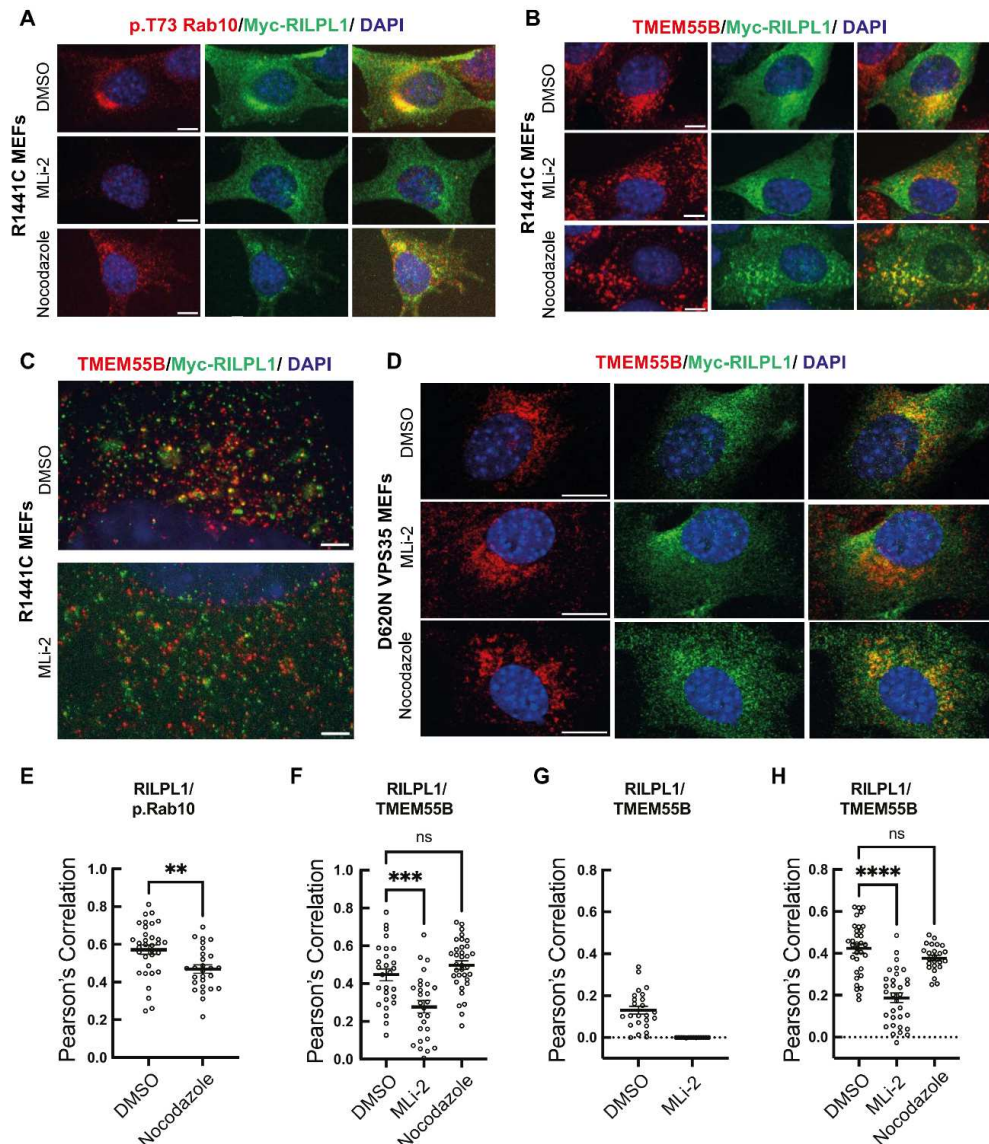 A
p.T73 Rab10/Myc-RILPL1/ DAPI
R1441C MEFs
DMSO
MLi-2
Nocodazole
B
TMEM55B/Myc-RILPL1/ DAPI
R1441C MEFs
DMSO
MLi-2
Nocodazole
C
TMEM55B/Myc-RILPL1/ DAPI
R1441C MEFs
DMSO
MLi-2
D
TMEM55B/Myc-RILPL1/ DAPI
D620N VPS35 MEFs
DMSO
MLi-2
Nocodazole
E
RILPL1/
p.Rab10
Pearson's Correlation
1.0
0.8
0.6
0.4
0.2
0.0
**
DMSO
Nocodazole
F
RILPL1/
TMEM55B
Pearson's Correlation
1.0
0.8
0.6
0.4
0.2
0.0
ns
***
DMSO
MLi-2
Nocodazole
G
RILPL1/
TMEM55B
Pearson's Correlation
0.8
0.6
0.4
0.2
0.0
DMSO
MLi-2
H
RILPL1/
TMEM55B
Pearson's Correlation
0.8
0.6
0.4
0.2
0.0
ns
****
DMSO
MLi-2
Nocodazole